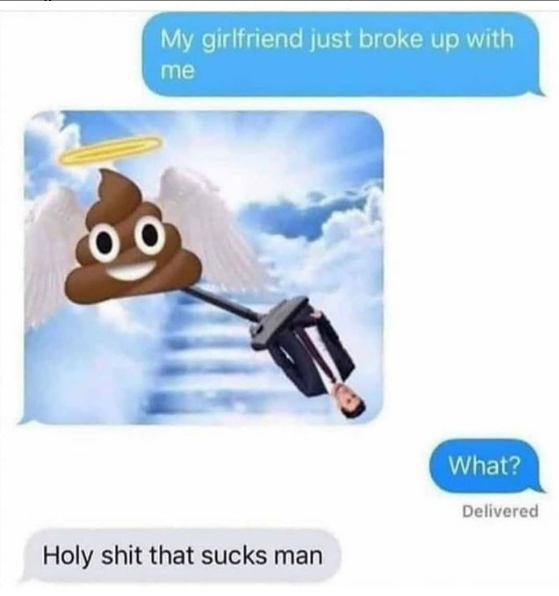 My girlfriend just broke up with
me
What?
Delivered
Holy shit that sucks man